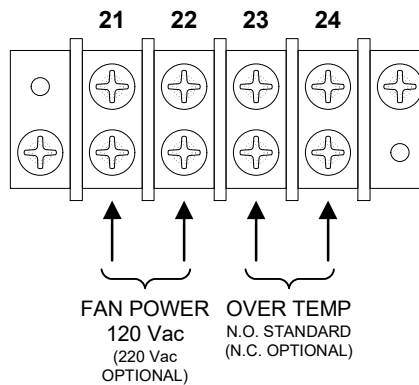 21 22 23 24
FAN POWER
120 Vac
(220 Vac
OPTIONAL)
OVER TEMP
N.O. STANDARD
(N.C. OPTIONAL)